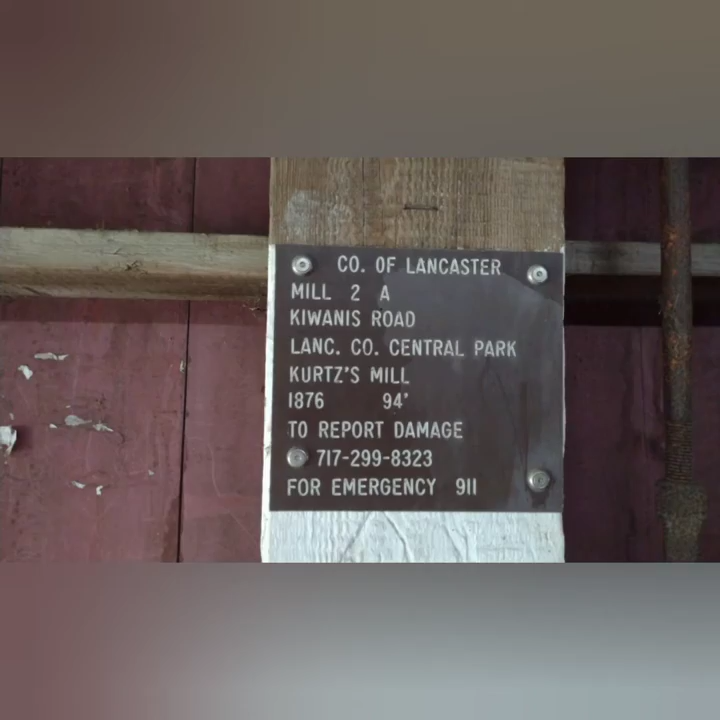 CO. OF LANCASTER
MILL 2 A
KIWANIS ROAD
LANC. CO. CENTRAL PARK
KURTZ'S MILL
1876 94'
TO REPORT DAMAGE
717-299-8323
FOR EMERGENCY 911